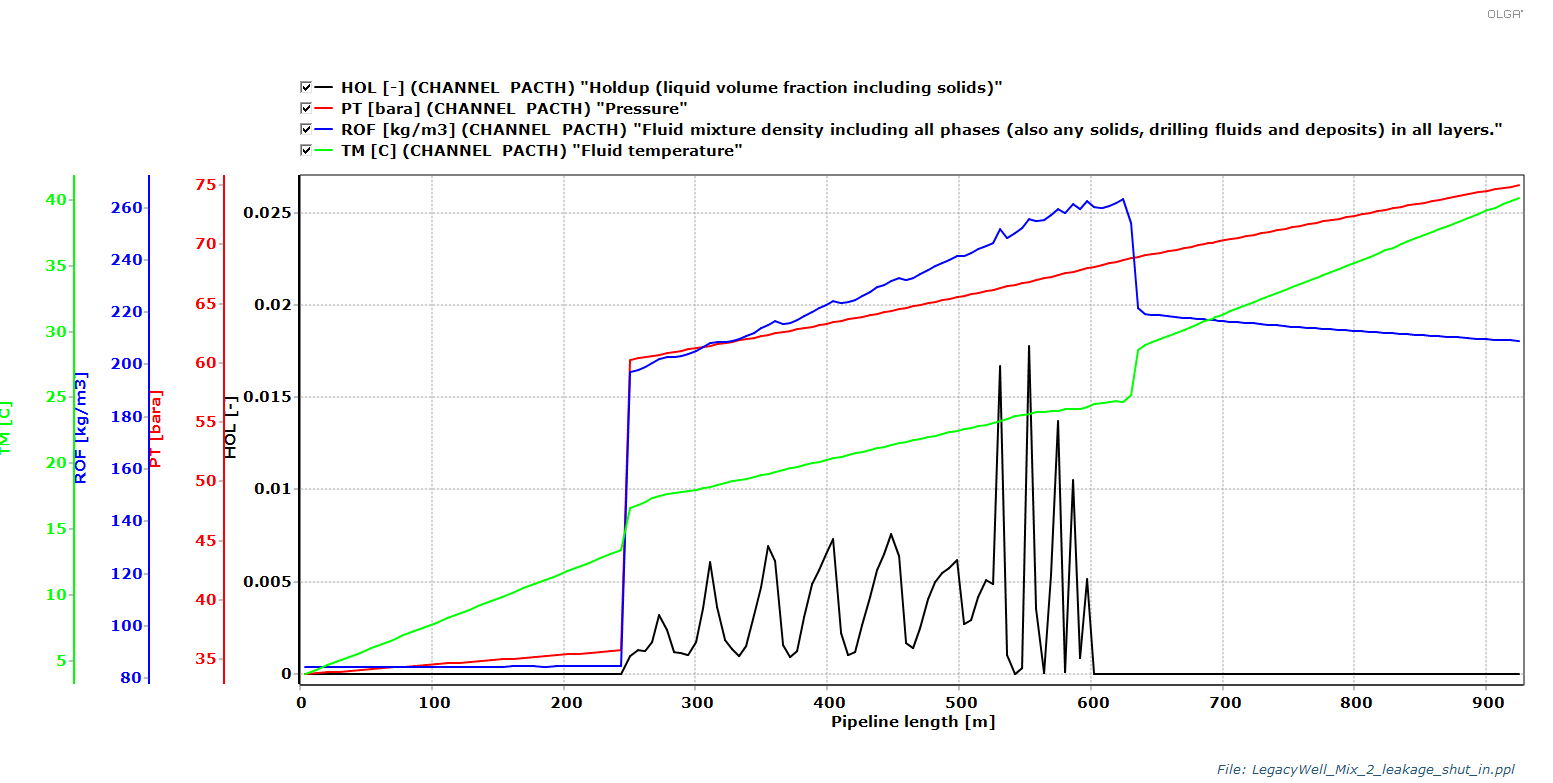 OLGA
HOL [-] (CHANNEL PACTH) "Holdup (liquid volume fraction including solids)"
PT [bara] (CHANNEL PACTH) "Pressure"
ROF [kg/m3] (CHANNEL PACTH) "Fluid mixture density including all phases (also any solids, drilling fluids and deposits) in all layers."
TM [C] (CHANNEL PACTH) "Fluid temperature"
TM [C]
40
35
30
25
20
15
10
5
ROF [kg/m3]
260
240
220
200
180
160
140
120
100
80
PT [bara]
75
70
65
60
55
50
45
40
35
HOL [-]
0.025
0.02
0.015
0.01
0.005
0
0 100 200 300 400 500 600 700 800 900
Pipeline length [m]
File: LegacyWell_Mix_2_leakage_shut_in.ppl